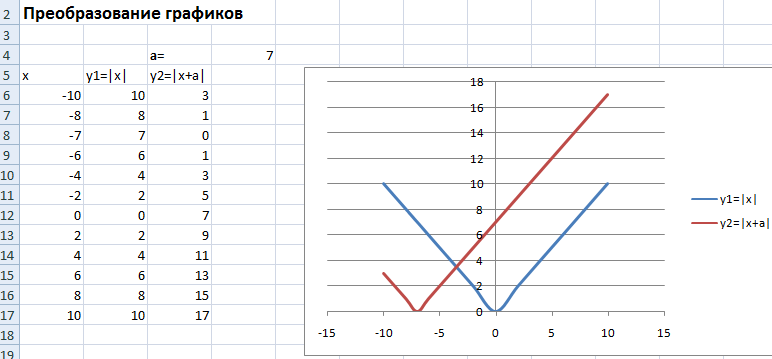 2 Преобразование графиков
3
4 a= 7
5 x y1=|x| y2=|x+a|
6 -10 10 3
7 -8 8 1
8 -7 7 0
9 -6 6 1
10 -4 4 3
11 -2 2 5
12 0 0 7
13 2 2 9
14 4 4 11
15 6 6 13
16 8 8 15
17 10 10 17
18
19
18
16
14
12
10
8
6
4
2
0
-15 -10 -5 0 5 10 15
y1=|x|
y2=|x+a|